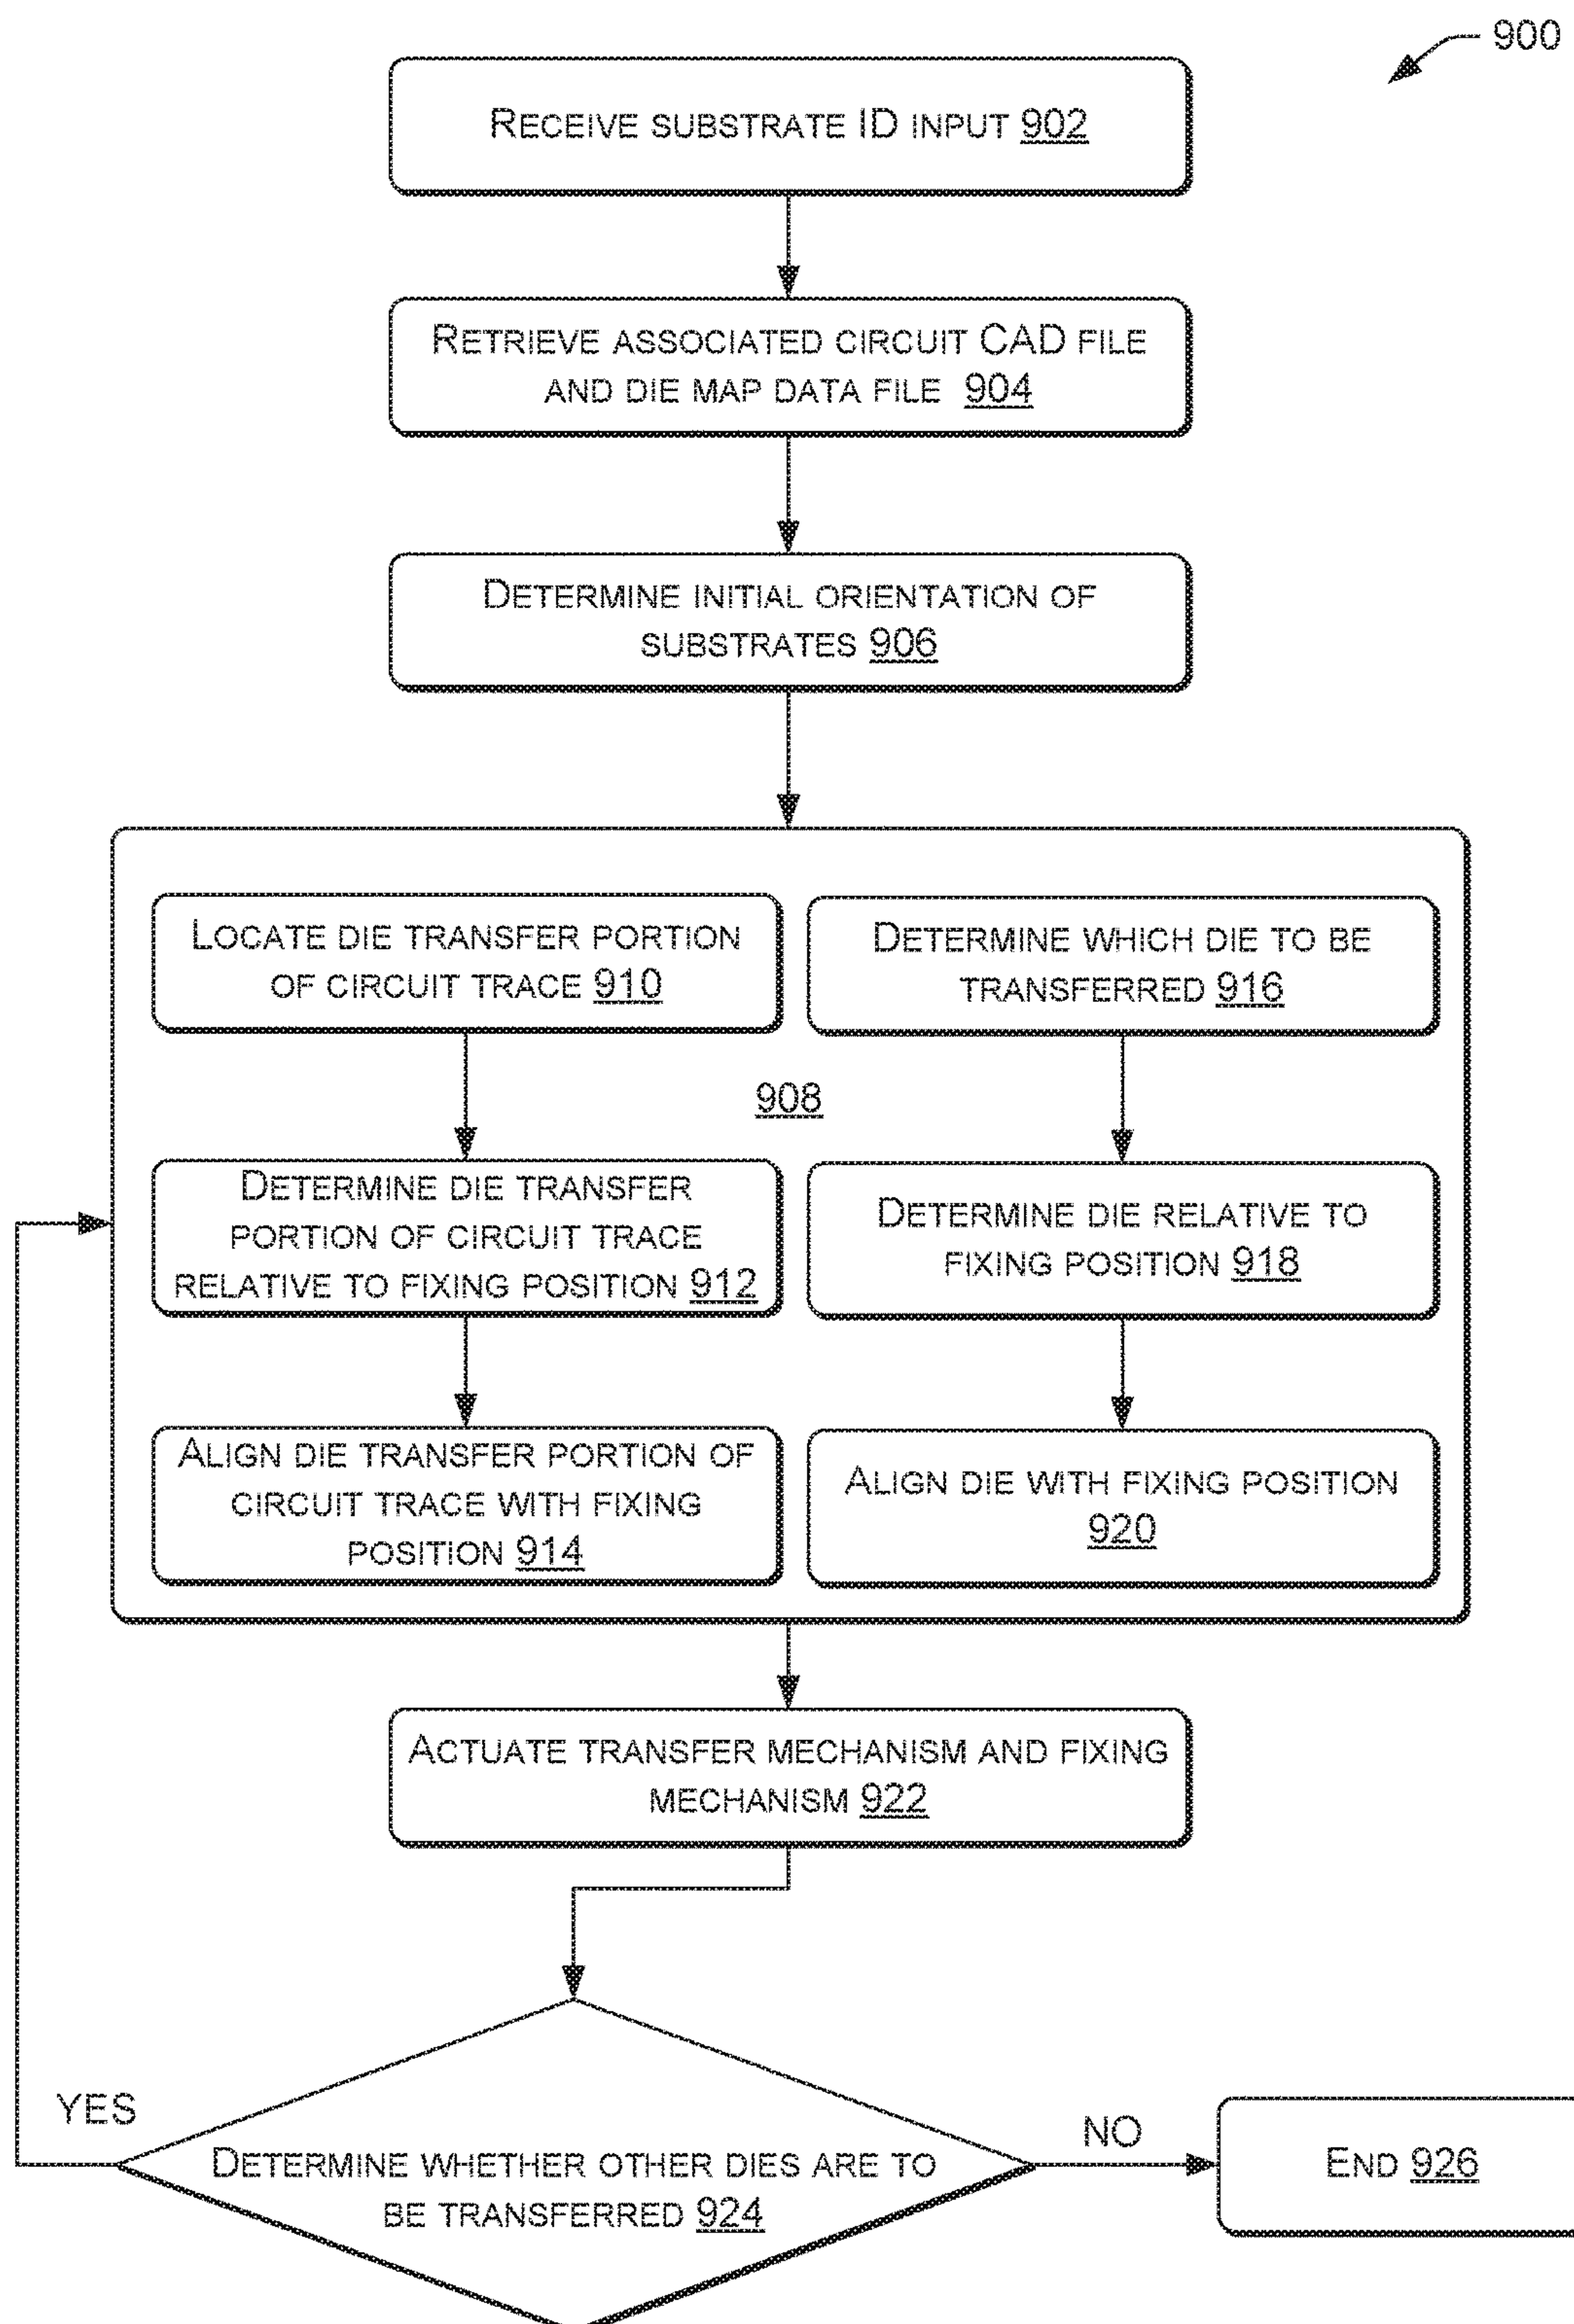 900
RECEIVE SUBSTRATE ID INPUT 902
RETRIEVE ASSOCIATED CIRCUIT CAD FILE
AND DIE MAP DATA FILE 904
DETERMINE INITIAL ORIENTATION OF
SUBSTRATES 906
LOCATE DIE TRANSFER PORTION
OF CIRCUIT TRACE 910
DETERMINE WHICH DIE TO BE
TRANSFERRED 916
908
DETERMINE DIE TRANSFER
PORTION OF CIRCUIT TRACE
RELATIVE TO FIXING POSITION 912
DETERMINE DIE RELATIVE TO
FIXING POSITION 918
ALIGN DIE TRANSFER PORTION OF
CIRCUIT TRACE WITH FIXING
POSITION 914
ALIGN DIE WITH FIXING POSITION
920
ACTUATE TRANSFER MECHANISM AND FIXING
MECHANISM 922
YES
DETERMINE WHETHER OTHER DIES ARE TO
BE TRANSFERRED 924
NO
END 926